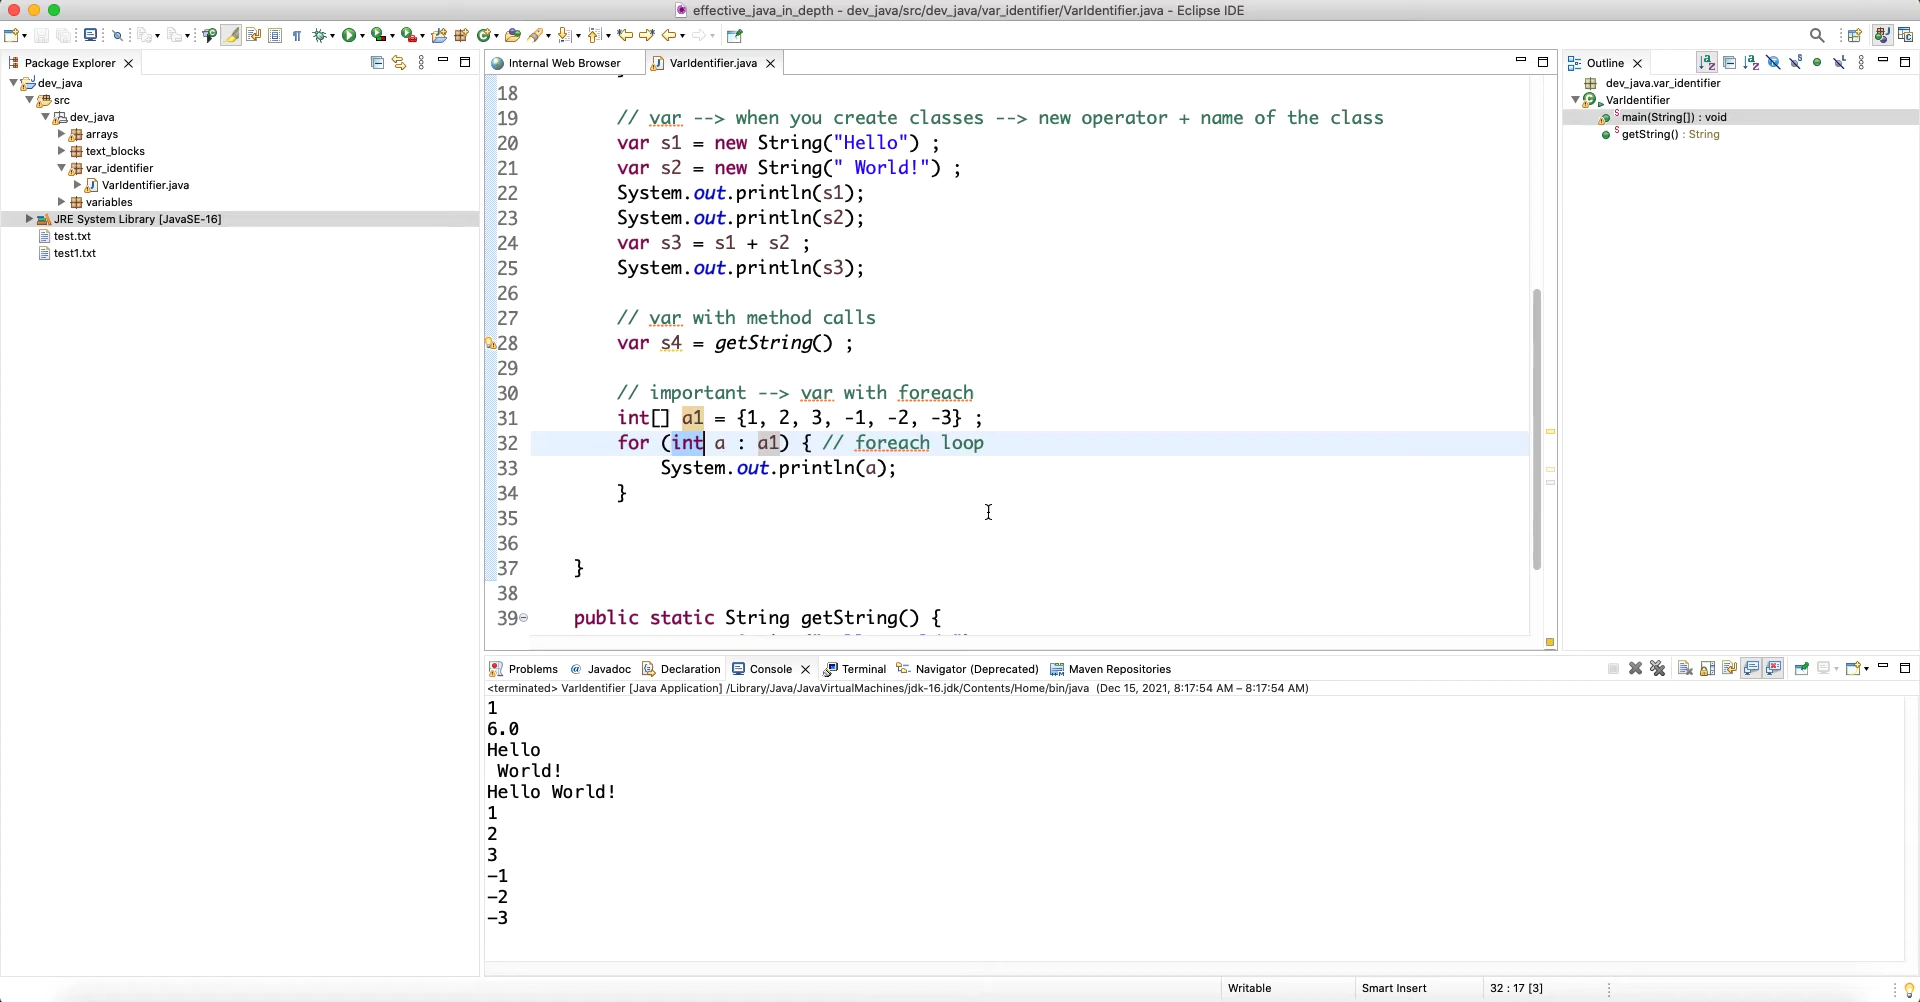 effective_java_in_depth - dev_java/src/dev_java/var_identifier/VarIdentifier.java - Eclipse IDE
Package Explorer
dev_java
src
dev_java
arrays
text_blocks
var_identifier
VarIdentifier.java
variables
JRE System Library [JavaSE-16]
test.txt
test1.txt
Internal Web Browser
VarIdentifier.java
18
19 // var --> when you create classes --> new operator + name of the class
20 var s1 = new String("Hello") ;
21 var s2 = new String(" World!") ;
22 System.out.println(s1);
23 System.out.println(s2);
24 var s3 = s1 + s2 ;
25 System.out.println(s3);
26
27 // var with method calls
28 var s4 = getString() ;
29
30 // important --> var with foreach
31 int[] a1 = {1, 2, 3, -1, -2, -3} ;
32 for (int a : a1) { // foreach loop
33 System.out.println(a);
34 }
35
36
37 }
38
39 public static String getString() {
Outline
dev_java.var_identifier
VarIdentifier
main(String[]) : void
getString() : String
Problems
Javadoc
Declaration
Console
Terminal
Navigator (Deprecated)
Maven Repositories
<terminated> VarIdentifier [Java Application] /Library/Java/JavaVirtualMachines/jdk-16.jdk/Contents/Home/bin/java (Dec 15, 2021, 8:17:54 AM – 8:17:54 AM)
1
6.0
Hello
 World!
Hello World!
1
2
3
-1
-2
-3
Writable
Smart Insert
32 : 17 [3]